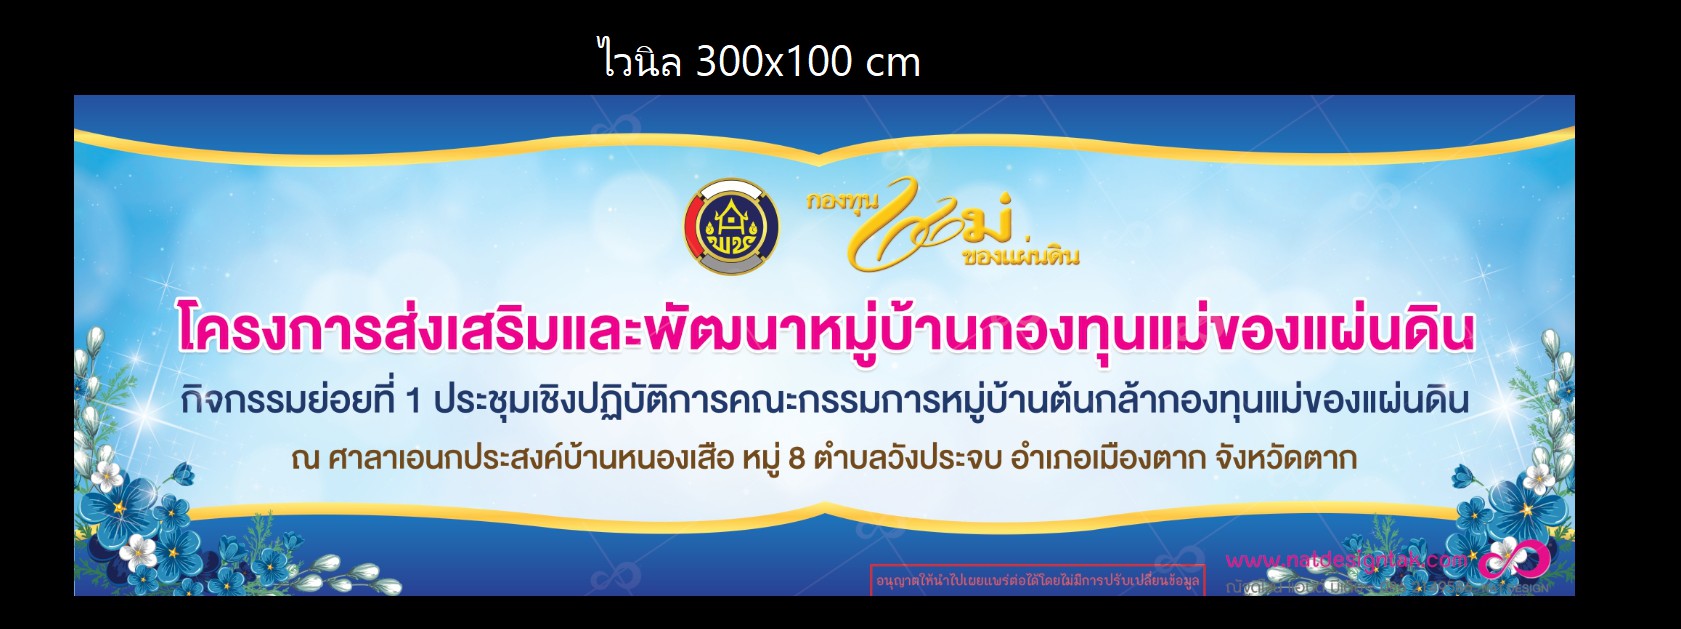 ไวนิล 300x100 cm
พช
กองทุน
แม่
ของแผ่นดิน
โครงการส่งเสริมและพัฒนาหมู่บ้านกองทุนแม่ของแผ่นดิน
กิจกรรมย่อยที่ 1 ประชุมเชิงปฏิบัติการคณะกรรมการหมู่บ้านต้นกล้ากองทุนแม่ของแผ่นดิน
ณ ศาลาเอนกประสงค์บ้านหนองเสือ หมู่ 8 ตำบลวังประจบ อำเภอเมืองตาก จังหวัดตาก
www.natdesigntak.com
อนุญาตให้นำไปเผยแพร่ต่อได้โดยไม่มีการปรับเปลี่ยนข้อมูล
DESIGN